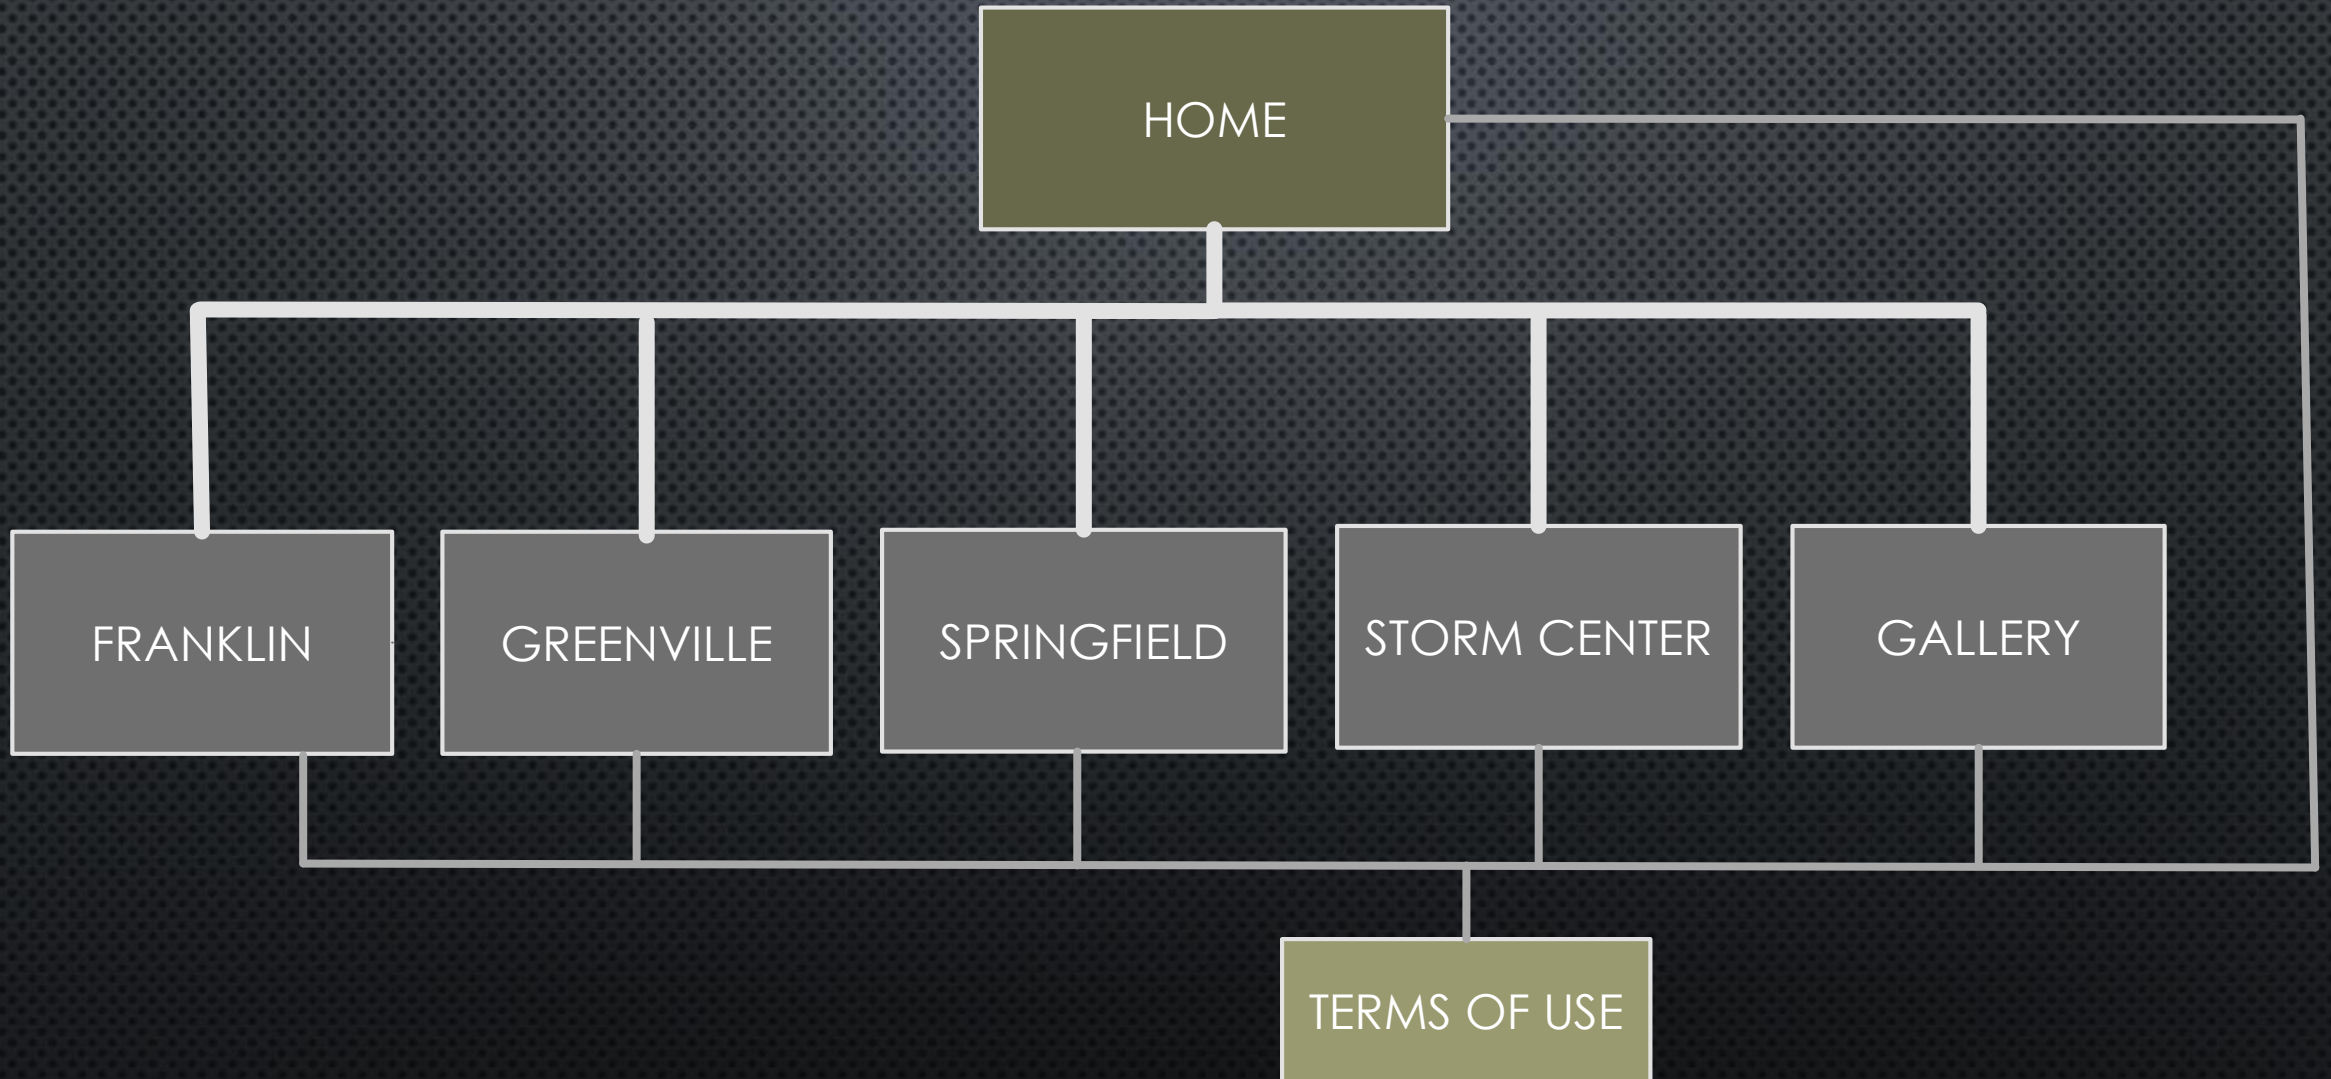 HOME
FRANKLIN
GREENVILLE
SPRINGFIELD
STORM CENTER
GALLERY
TERMS OF USE